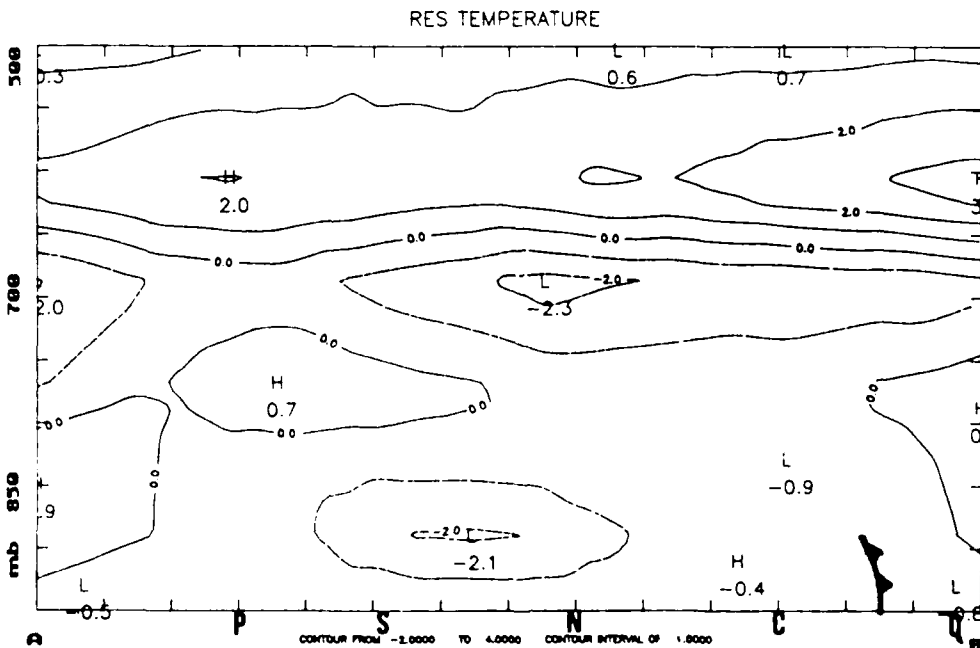 RES TEMPERATURE
500
L L
0.3 0.6 0.7
2.0
H
2.0
2.0
0.0 0.0 0.0
0.0
L -2.0
700
2.0 -2.3
0.0
H
0.7 0.0
0.0
0.0 0.0
L
850 0.0 -0.9
-2.0 L
-2.1
mb
H
-0.4
L L
-0.5
A P S N C
CONTOUR FROM -2.0000 TO 4.0000 CONTOUR INTERVAL OF 1.0000